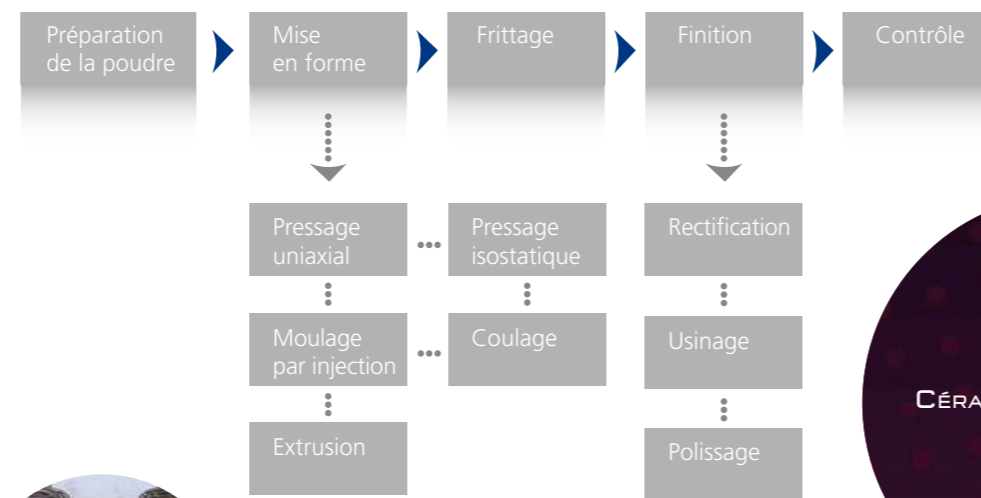 Préparation
de la poudre
Mise
en forme
Frittage
Finition
Contrôle
Pressage
uniaxial
Pressage
isostatique
Rectification
Moulage
par injection
Coulage
Usinage
CÉRA
Extrusion
Polissage